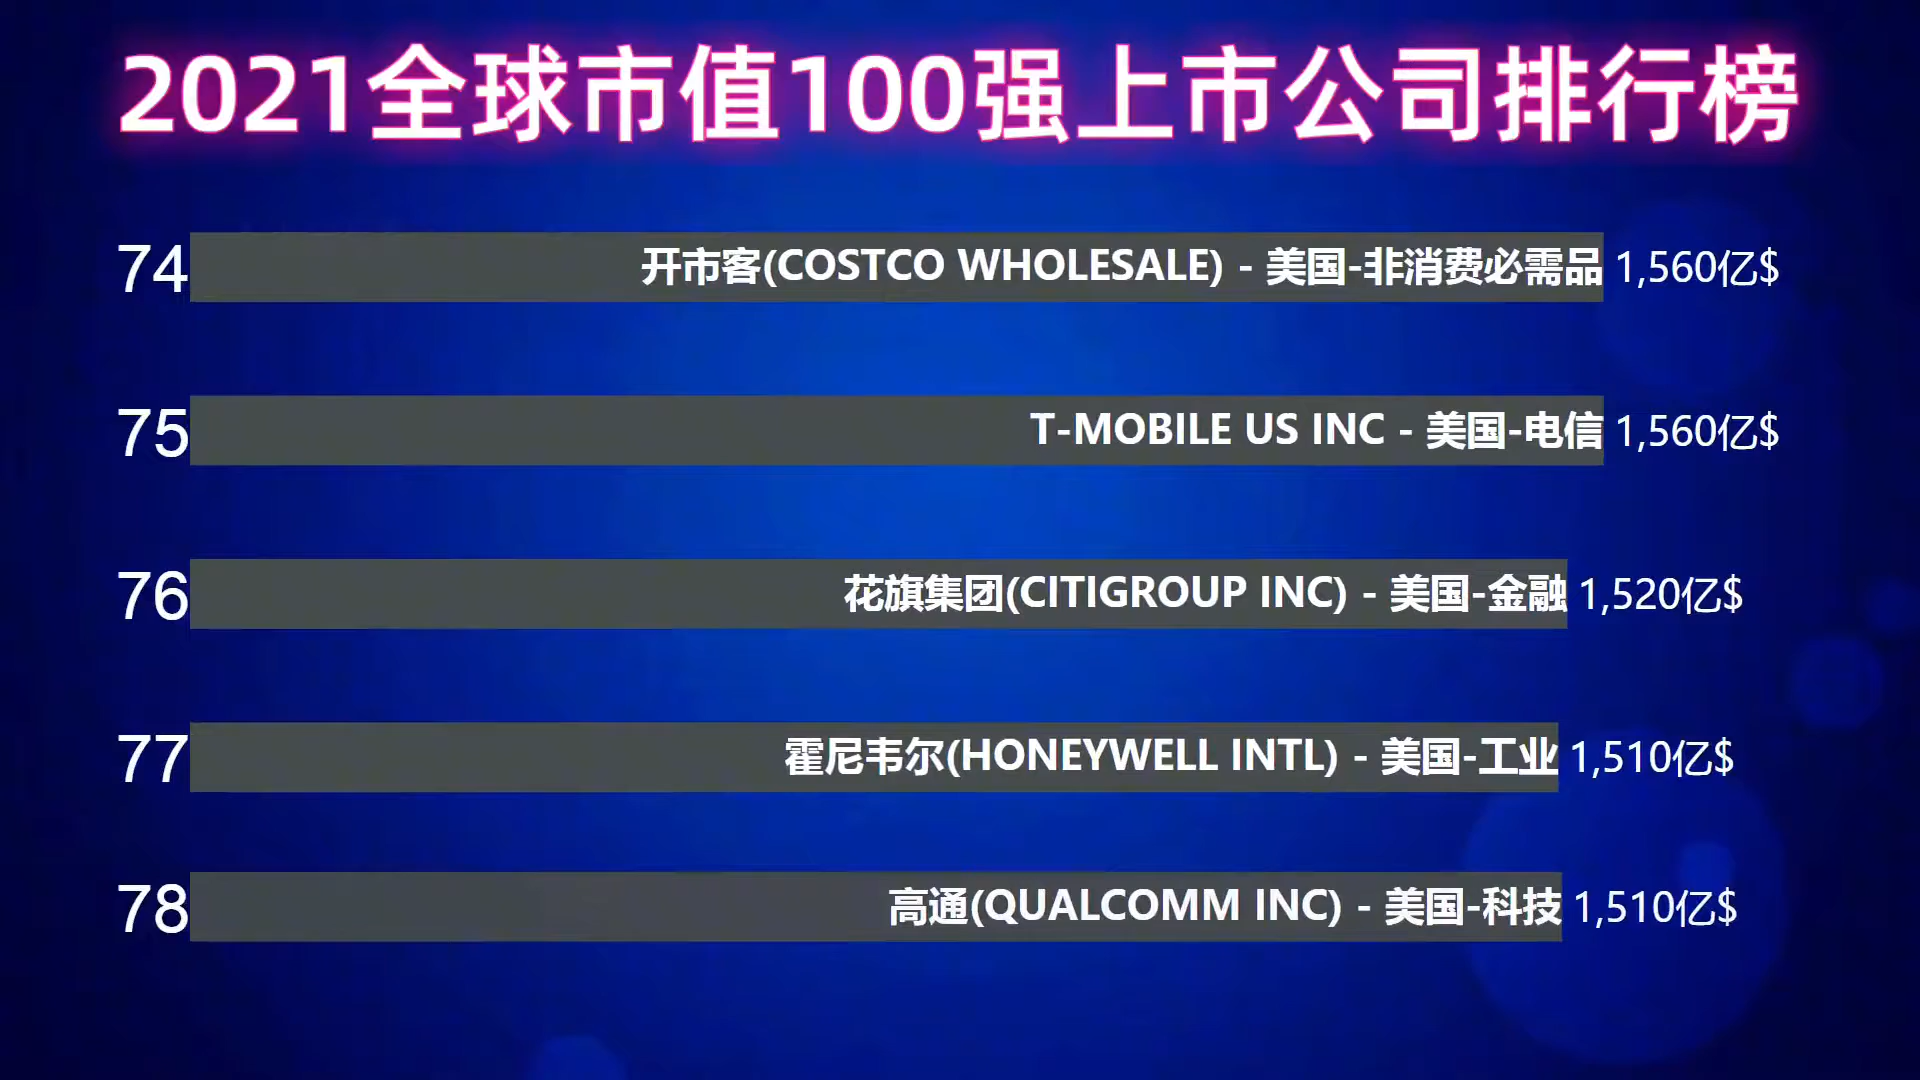 2021全球市值100强上市公司排行榜
74 开市客(COSTCO WHOLESALE) - 美国-非消费必需品 1,560亿$
75 T-MOBILE US INC - 美国-电信 1,560亿$
76 花旗集团(CITIGROUP INC) - 美国-金融 1,520亿$
77 霍尼韦尔(HONEYWELL INTL) - 美国-工业 1,510亿$
78 高通(QUALCOMM INC) - 美国-科技 1,510亿$